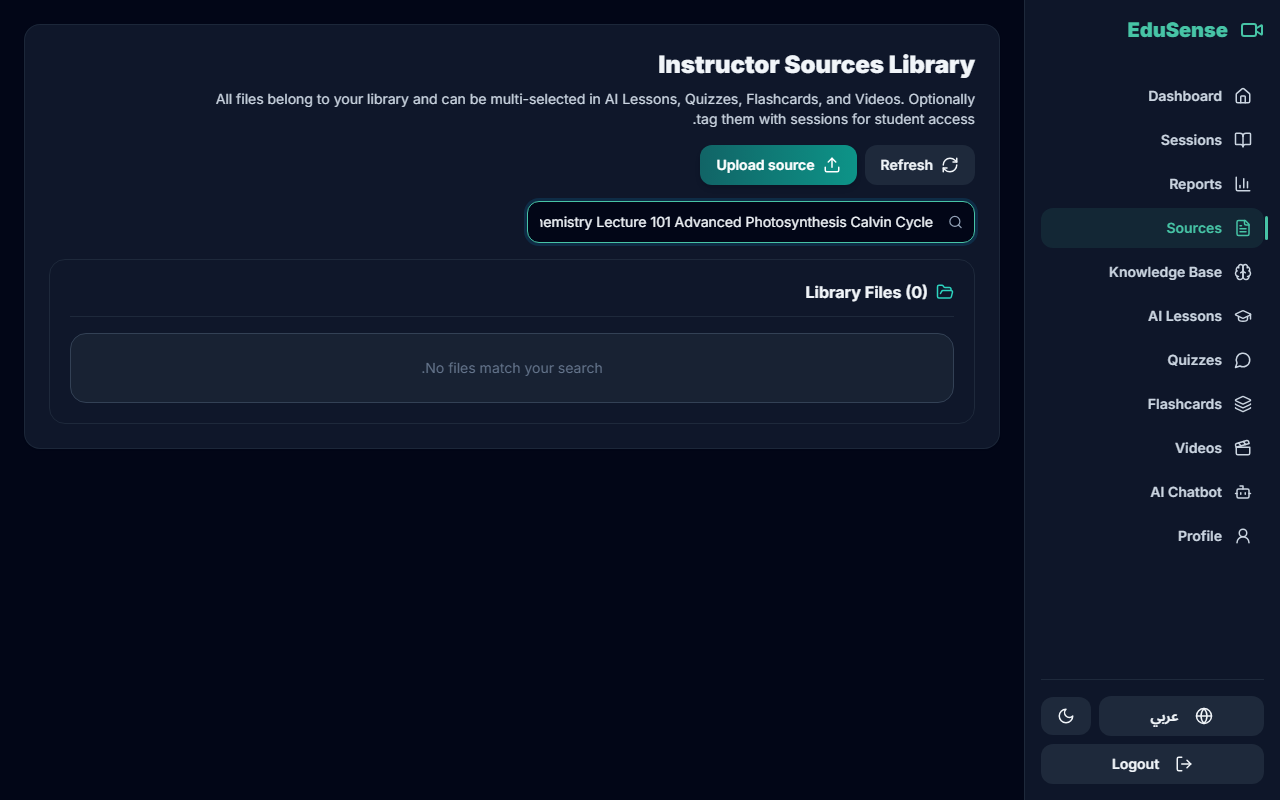 EduSense
Dashboard
Sessions
Reports
Sources
Knowledge Base
AI Lessons
Quizzes
Flashcards
Videos
AI Chatbot
Profile
عربي
Logout
Instructor Sources Library
All files belong to your library and can be multi-selected in AI Lessons, Quizzes, Flashcards, and Videos. Optionally
.tag them with sessions for student access
Upload source
Refresh
Lecture 101 Advanced Photosynthesis Calvin Cycle
Library Files (0)
.No files match your search